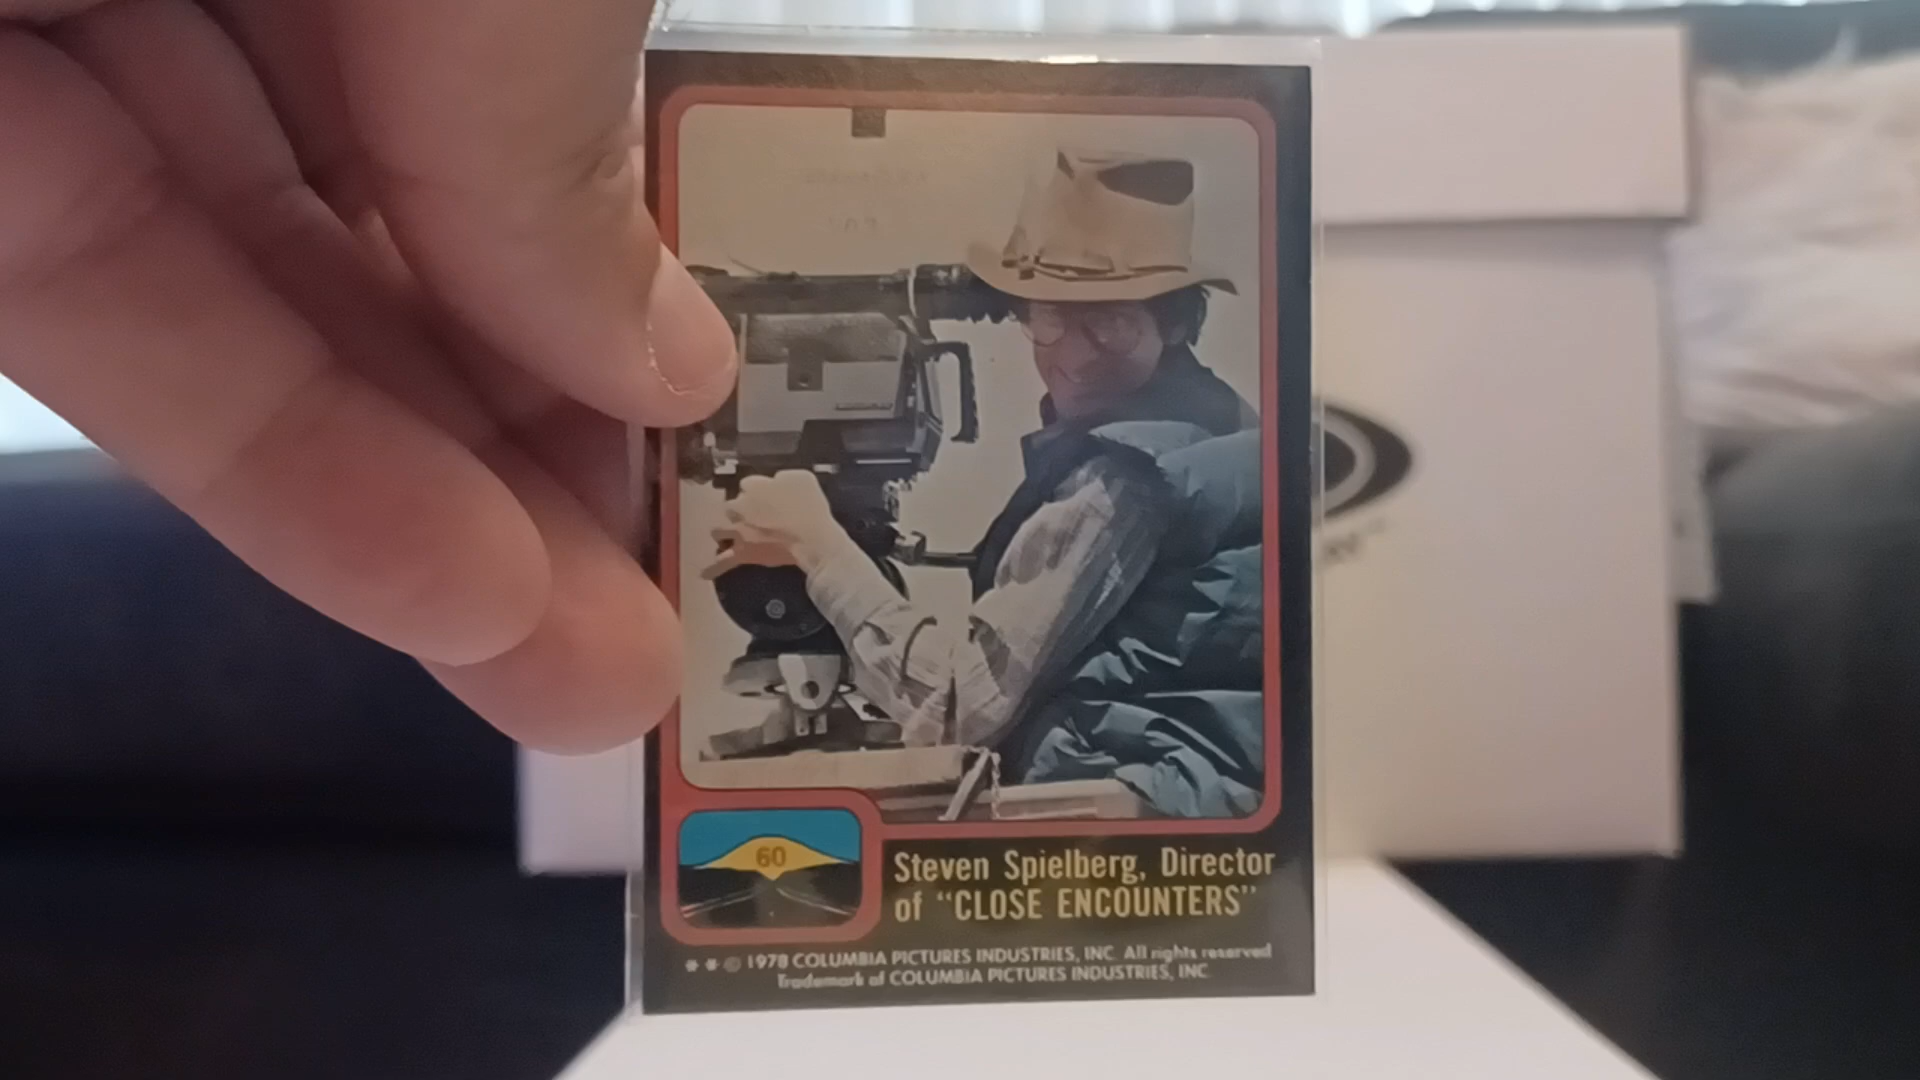 60
Steven Spielberg, Director
of "CLOSE ENCOUNTERS"
** © 1978 COLUMBIA PICTURES INDUSTRIES, INC. All rights reserved
Trademark of COLUMBIA PICTURES INDUSTRIES, INC.